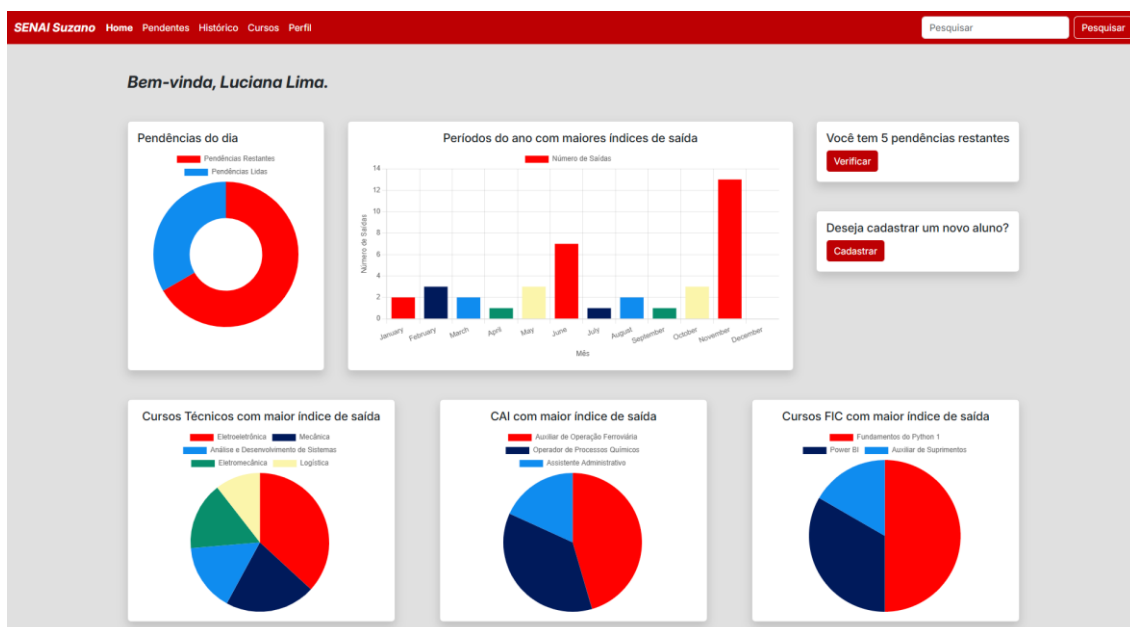 SENAI Suzano Home Pendentes Histórico Cursos Perfil Pesquisar Pesquisar
Bem-vinda, Luciana Lima.
Pendências do dia
Pendências Restantes
Pendências Lidas
Períodos do ano com maiores índices de saída
Número de Saídas
Número de Saídas
14
12
10
8
6
4
2
0
January February March April May June July August September October November December
Mês
Você tem 5 pendências restantes
Verificar
Deseja cadastrar um novo aluno?
Cadastrar
Cursos Técnicos com maior índice de saída
Eletroeletrônica Mecânica
Análise e Desenvolvimento de Sistemas
Eletromecânica Logística
CAI com maior índice de saída
Auxiliar de Operação Ferroviária
Operador de Processos Químicos
Assistente Administrativo
Cursos FIC com maior índice de saída
Fundamentos do Python 1
Power BI Auxiliar de Suprimentos